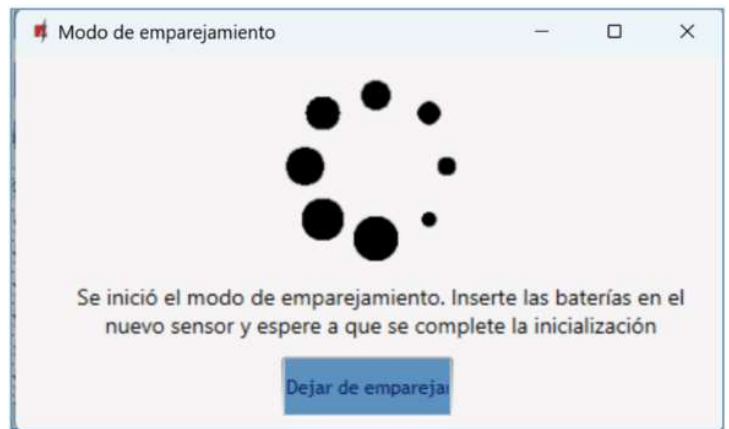 Modo de emparejamiento
Se inició el modo de emparejamiento. Inserte las baterías en el
nuevo sensor y espere a que se complete la inicialización
Dejar de empareja